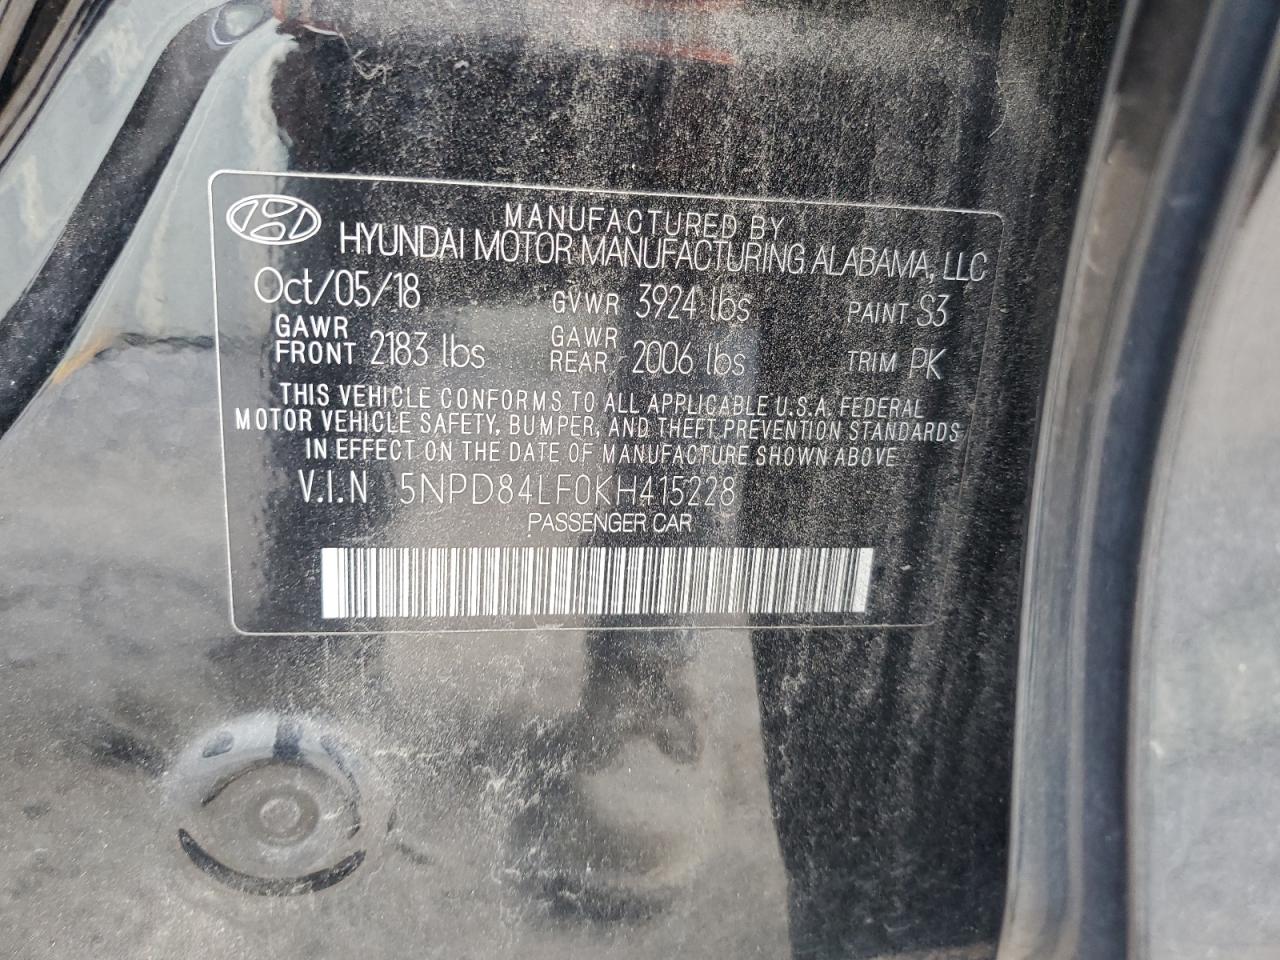 MANUFACTURED BY
HYUNDAI MOTOR MANUFACTURING ALABAMA, LLC
Oct/05/18 GVWR 3924 lbs PAINT S3
GAWR FRONT 2183 lbs GAWR REAR 2006 lbs TRIM PK
THIS VEHICLE CONFORMS TO ALL APPLICABLE U.S.A. FEDERAL
MOTOR VEHICLE SAFETY, BUMPER, AND THEFT PREVENTION STANDARDS
IN EFFECT ON THE DATE OF MANUFACTURE SHOWN ABOVE
V.I.N 5NPD84LF0KH415228
PASSENGER CAR